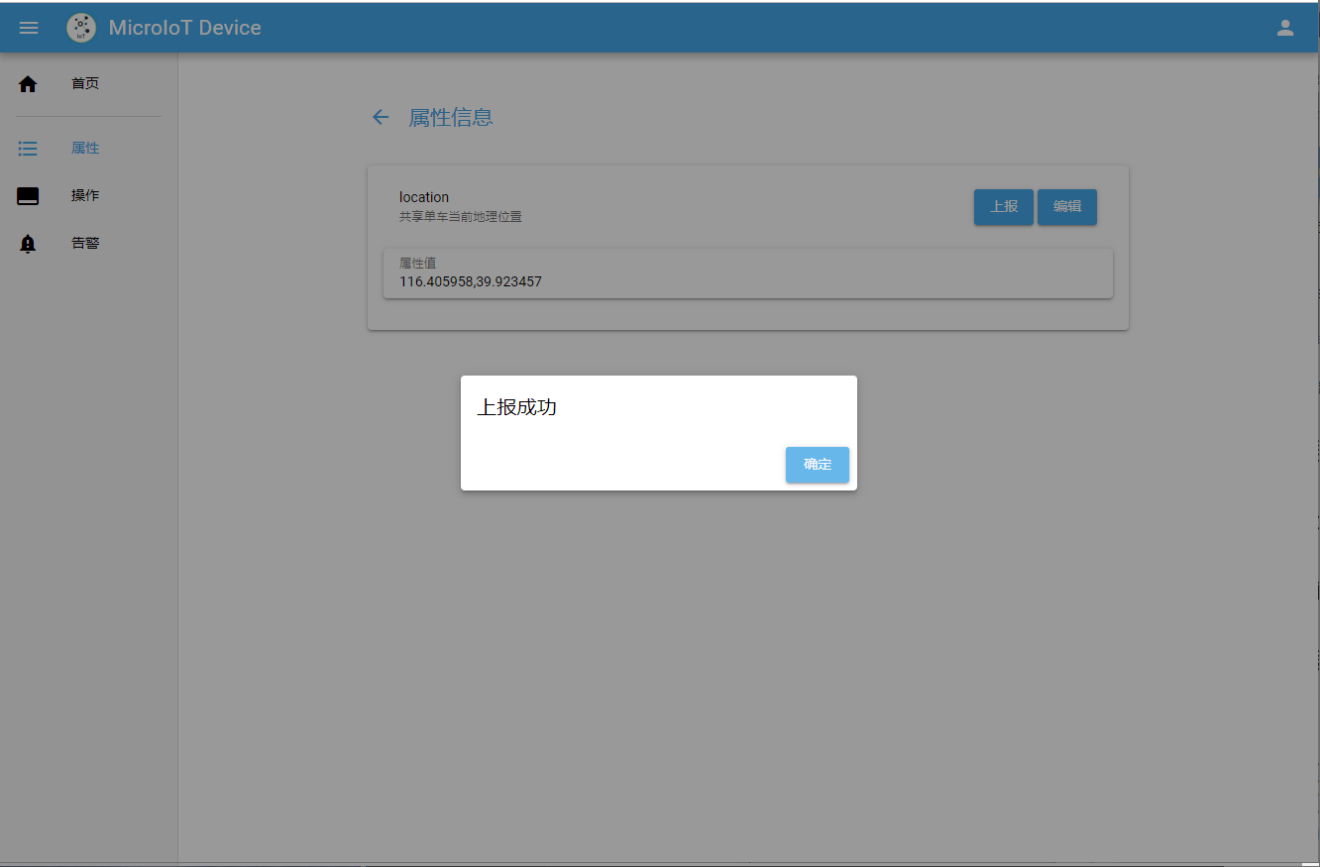 MicroIoT Device
首页
属性
操作
告警
属性信息
location
共享单车当前地理位置
上报
编辑
属性值
116.405958,39.923457
上报成功
确定